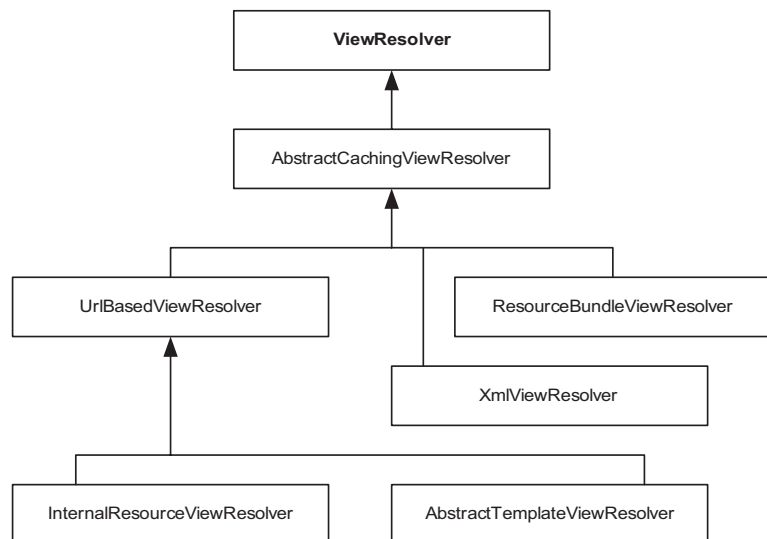 ViewResolver
AbstractCachingViewResolver
UrlBasedViewResolver
ResourceBundleViewResolver
XmlViewResolver
InternalResourceViewResolver
AbstractTemplateViewResolver